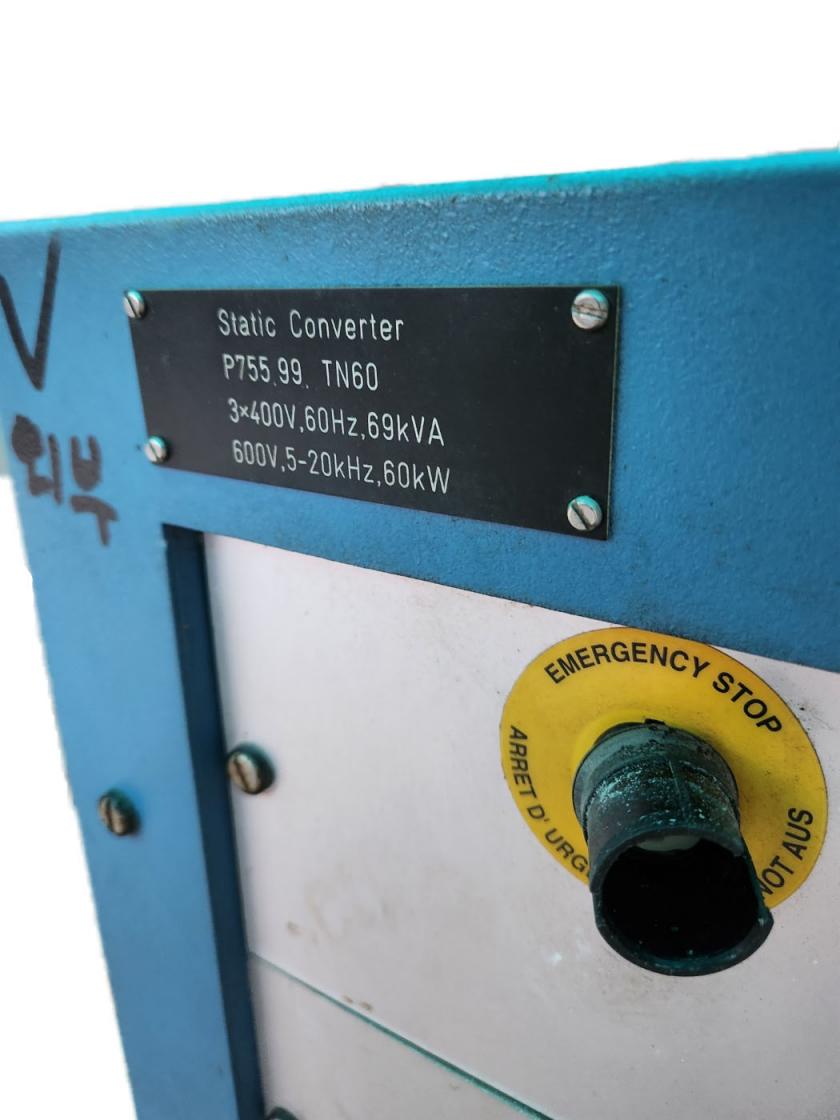 V
외부
Static Converter
P755.99. TN60
3×400V,60Hz,69kVA
600V,5-20kHz,60kW
EMERGENCY STOP
ARRET D'
NOT AUS